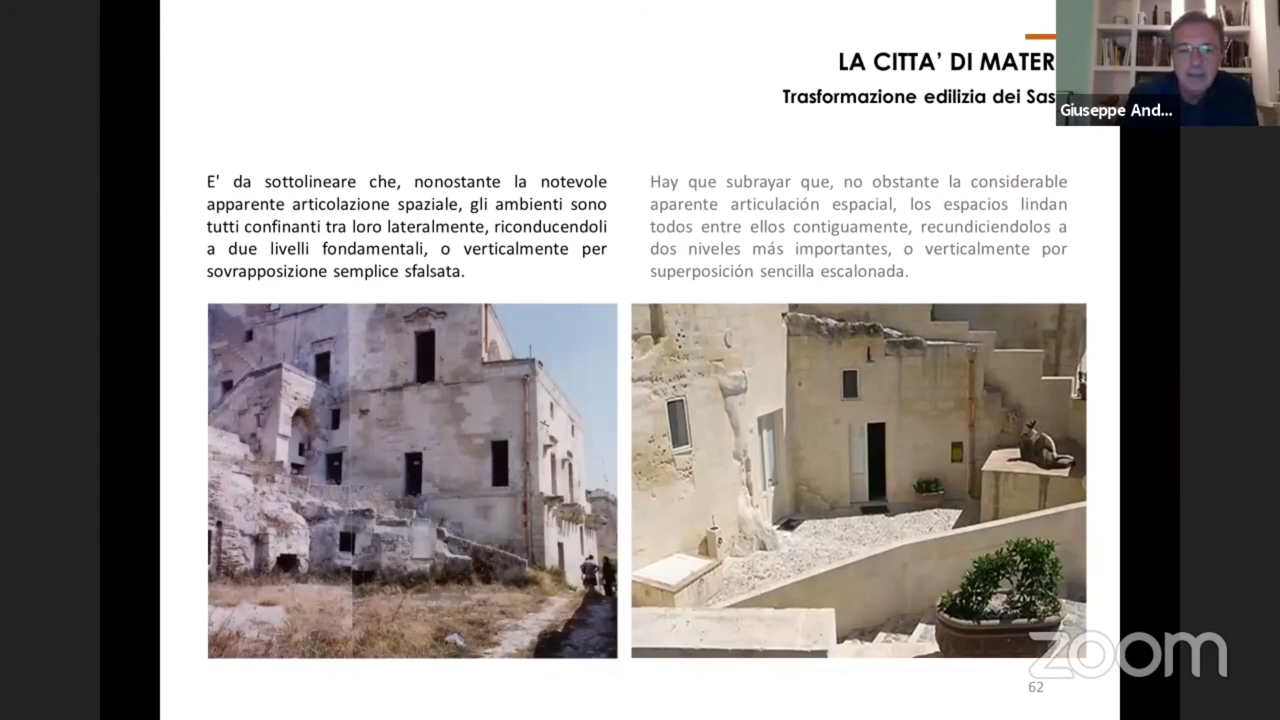 LA CITTA' DI MATER
Trasformazione edilizia dei Sas
Giuseppe And...
E' da sottolineare che, nonostante la notevole
apparente articolazione spaziale, gli ambienti sono
tutti confinanti tra loro lateralmente, riconducendoli
a due livelli fondamentali, o verticalmente per
sovrapposizione semplice sfalsata.
Hay que subrayar que, no obstante la considerable
aparente articulación espacial, los espacios lindan
todos entre ellos contiguamente, recundiciendolos a
dos niveles más importantes, o verticalmente por
superposición sencilla escalonada.
zoom
62